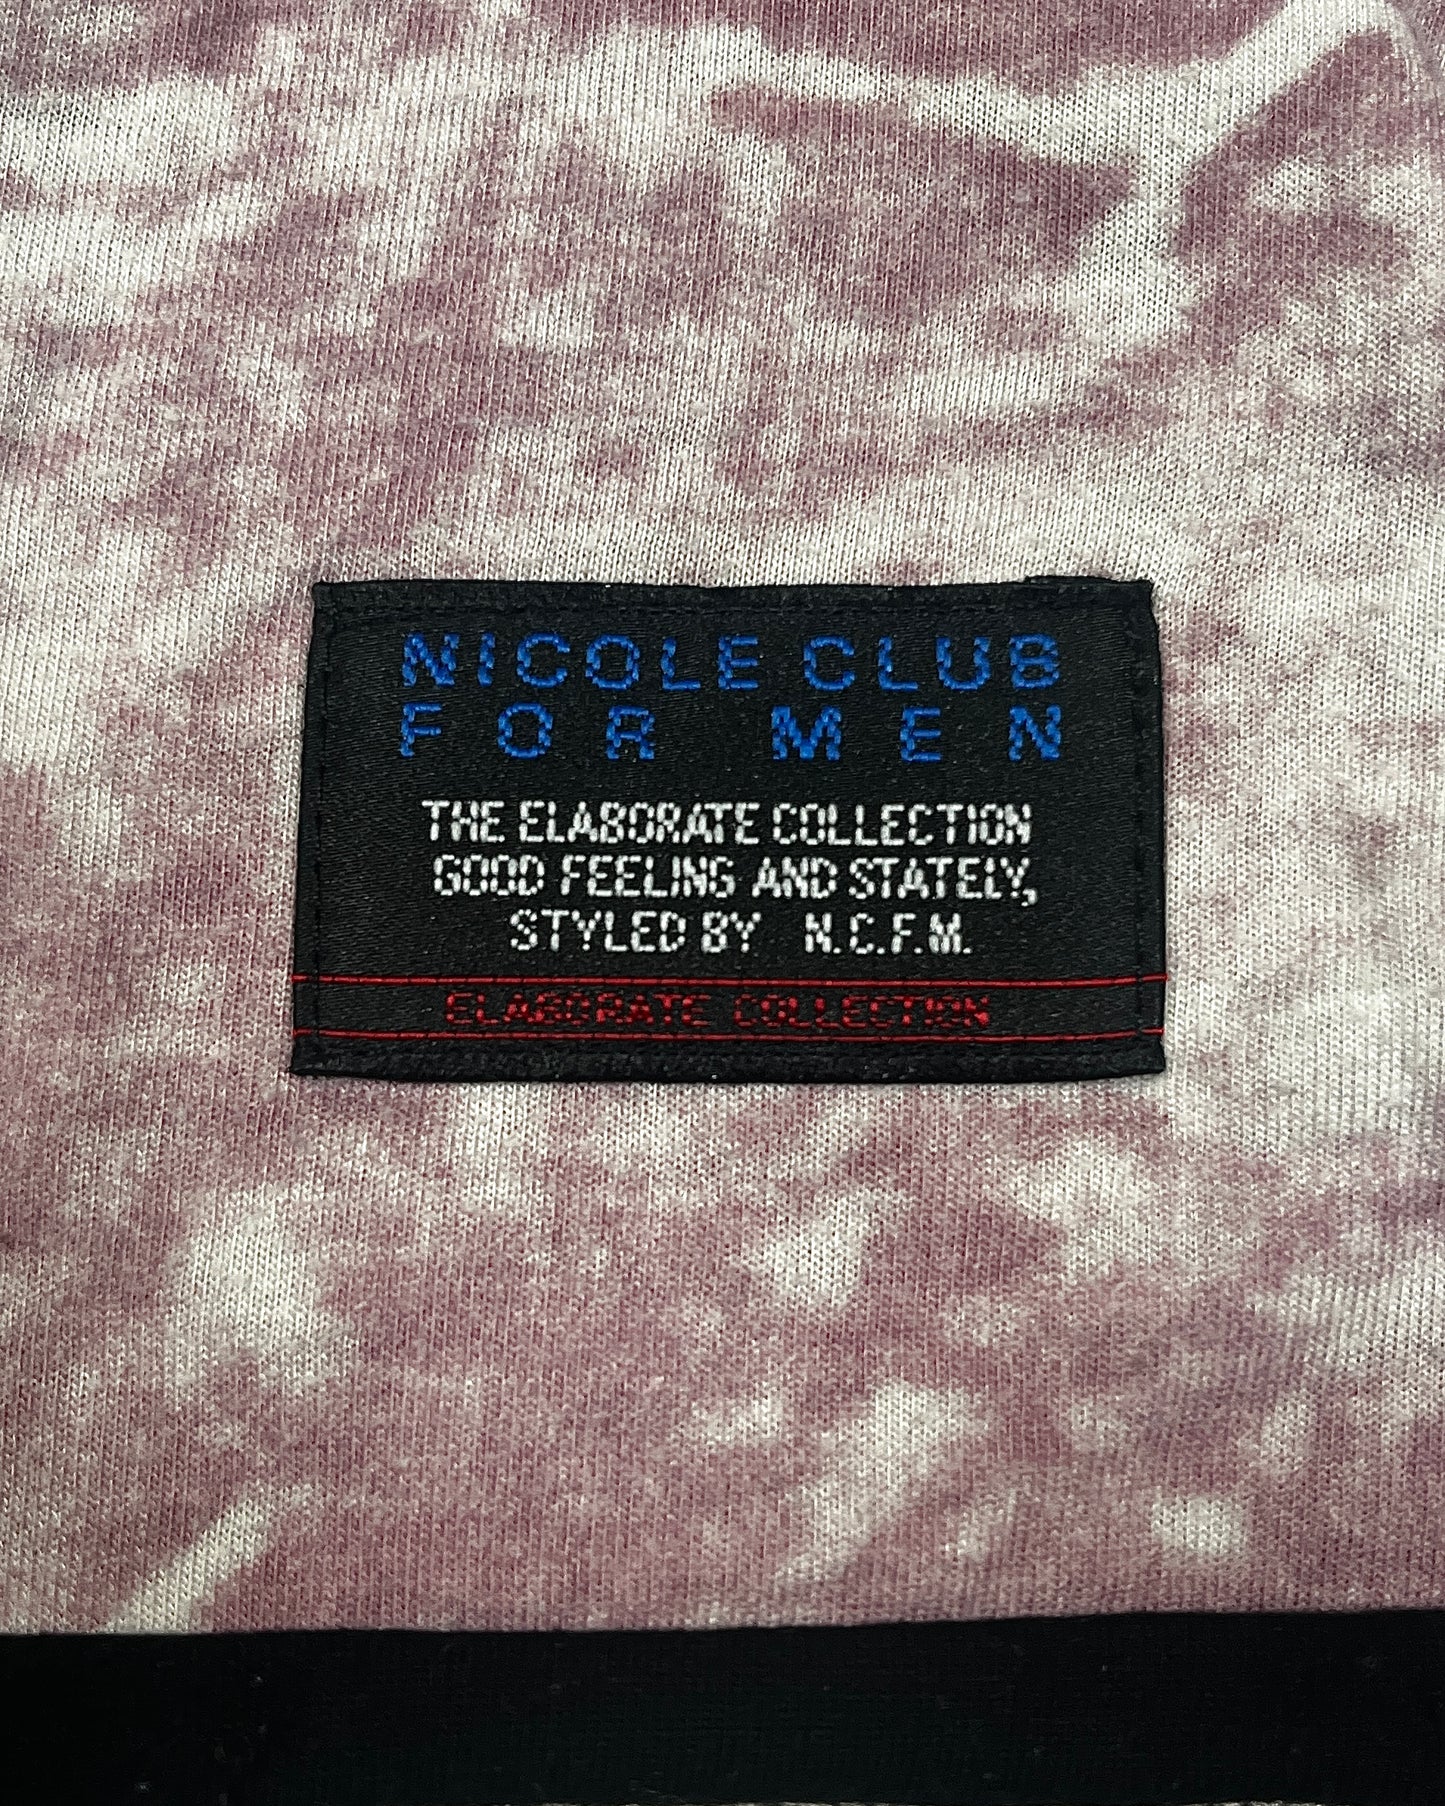 NICOLE CLUB
FOR MEN
THE ELABORATE COLLECTION
GOOD FEELING AND STATELY,
STYLED BY N.C.F.M.
ELABORATE COLLECTION